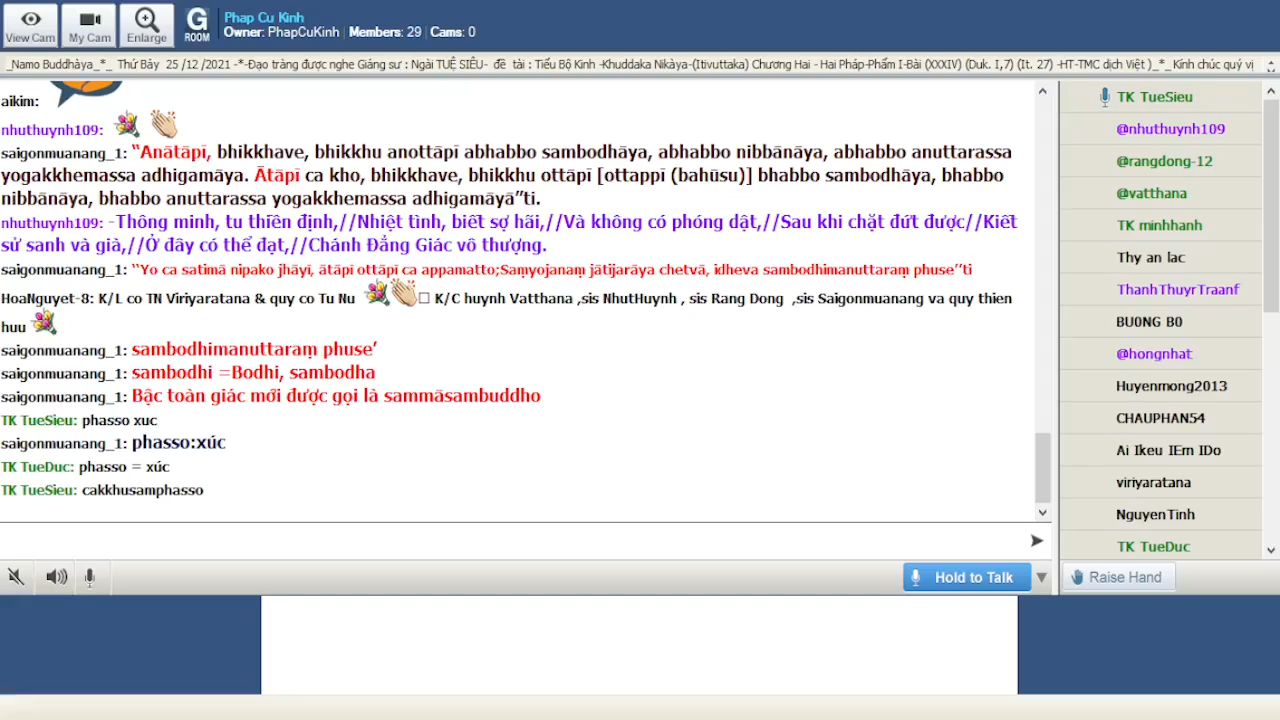 View Cam
My Cam
Enlarge
G
ROOM
Phap Cu Kinh
Owner: PhapCuKinh | Members: 29 | Cams: 0
_Namo Buddhàya_*_ Thứ Bảy 25 /12 /2021 -*-Đạo tràng được nghe Giảng sư : Ngài TUỆ SIÊU- đề tài : Tiểu Bộ Kinh -Khuddaka Nikàya-(Itivuttaka) Chương Hai - Hai Pháp-Phẩm I-Bài (XXXIV) (Duk. I,7) (It. 27) -HT-TMC dịch Việt )_*_Kính chúc quý vị
aikim:
nhuthuynh109:
saigonmuanang_1: “Anātāpī, bhikkhave, bhikkhu anottāpī abhabbo sambodhāya, abhabbo nibbānāya, abhabbo anuttarassa
yogakkhemassa adhigamāya. Ātāpī ca kho, bhikkhave, bhikkhu ottāpī [ottappī (bahūsu)] bhabbo sambodhāya, bhabbo
nibbānāya, bhabbo anuttarassa yogakkhemassa adhigamāyā”ti.
nhuthuynh109: -Thông minh, tu thiền định,//Nhiệt tình, biết sợ hãi,//Và không có phóng dật,//Sau khi chặt đứt được//Kiết
sử sanh và già,//Ở đây có thể đạt,//Chánh Đẳng Giác vô thượng.
saigonmuanang_1: ‘‘Yo ca satimā nipako jhāyī, ātāpī ottāpī ca appamatto;Saṃyojanaṃ jātijarāya chetvā, idheva sambodhimanuttaraṃ phuse’’ti
HoaNguyet-8: K/L co TN Viriyaratana & quy co Tu Nu □ K/C huynh Vatthana ,sis NhutHuynh , sis Rang Dong ,sis Saigonmuanang va quy thien
huu
saigonmuanang_1: sambodhimanuttaraṃ phuse’
saigonmuanang_1: sambodhi =Bodhi, sambodha
saigonmuanang_1: Bậc toàn giác mới được gọi là sammāsambuddho
TK TueSieu: phasso xuc
saigonmuanang_1: phasso:xúc
TK TueDuc: phasso = xúc
TK TueSieu: cakkhusamphasso
TK TueSieu
@nhuthuynh109
@rangdong-12
@vatthana
TK minhhanh
Thy an lac
ThanhThuyrTraanf
BU0NG B0
@hongnhat
Huyenmong2013
CHAUPHAN54
Ai Ikeu IEm IDo
viriyaratana
NguyenTinh
TK TueDuc
Hold to Talk
Raise Hand